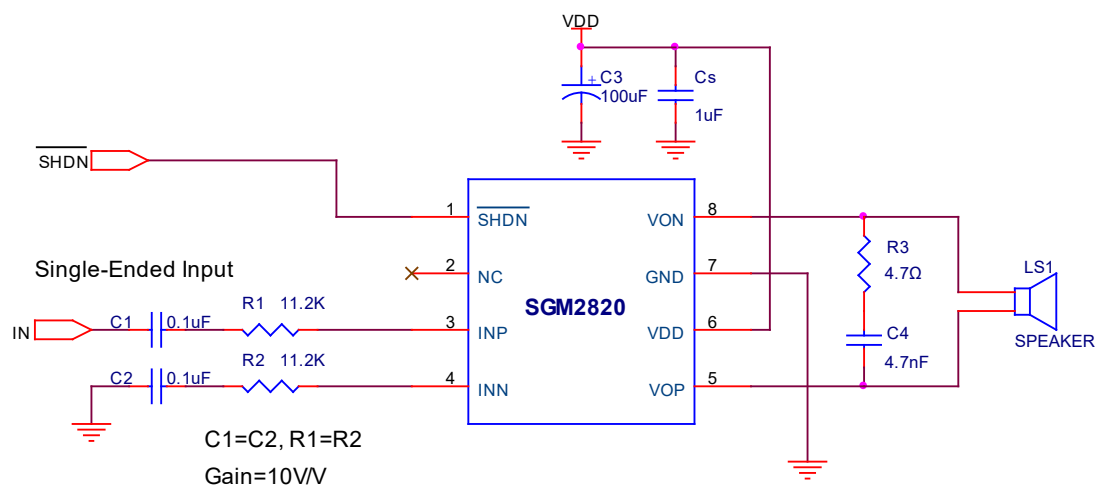 VDD
C3
100uF
Cs
1uF
SHDN
1
SHDN
VON
8
R3
4.7Ω
LS1
Single-Ended Input
2
NC
GND
7
SGM2820
R1 11.2K
IN
C1
0.1uF
3
INP
VDD
6
C4
4.7nF
SPEAKER
R2 11.2K
C2
0.1uF
4
INN
VOP
5
C1=C2, R1=R2
Gain=10V/V